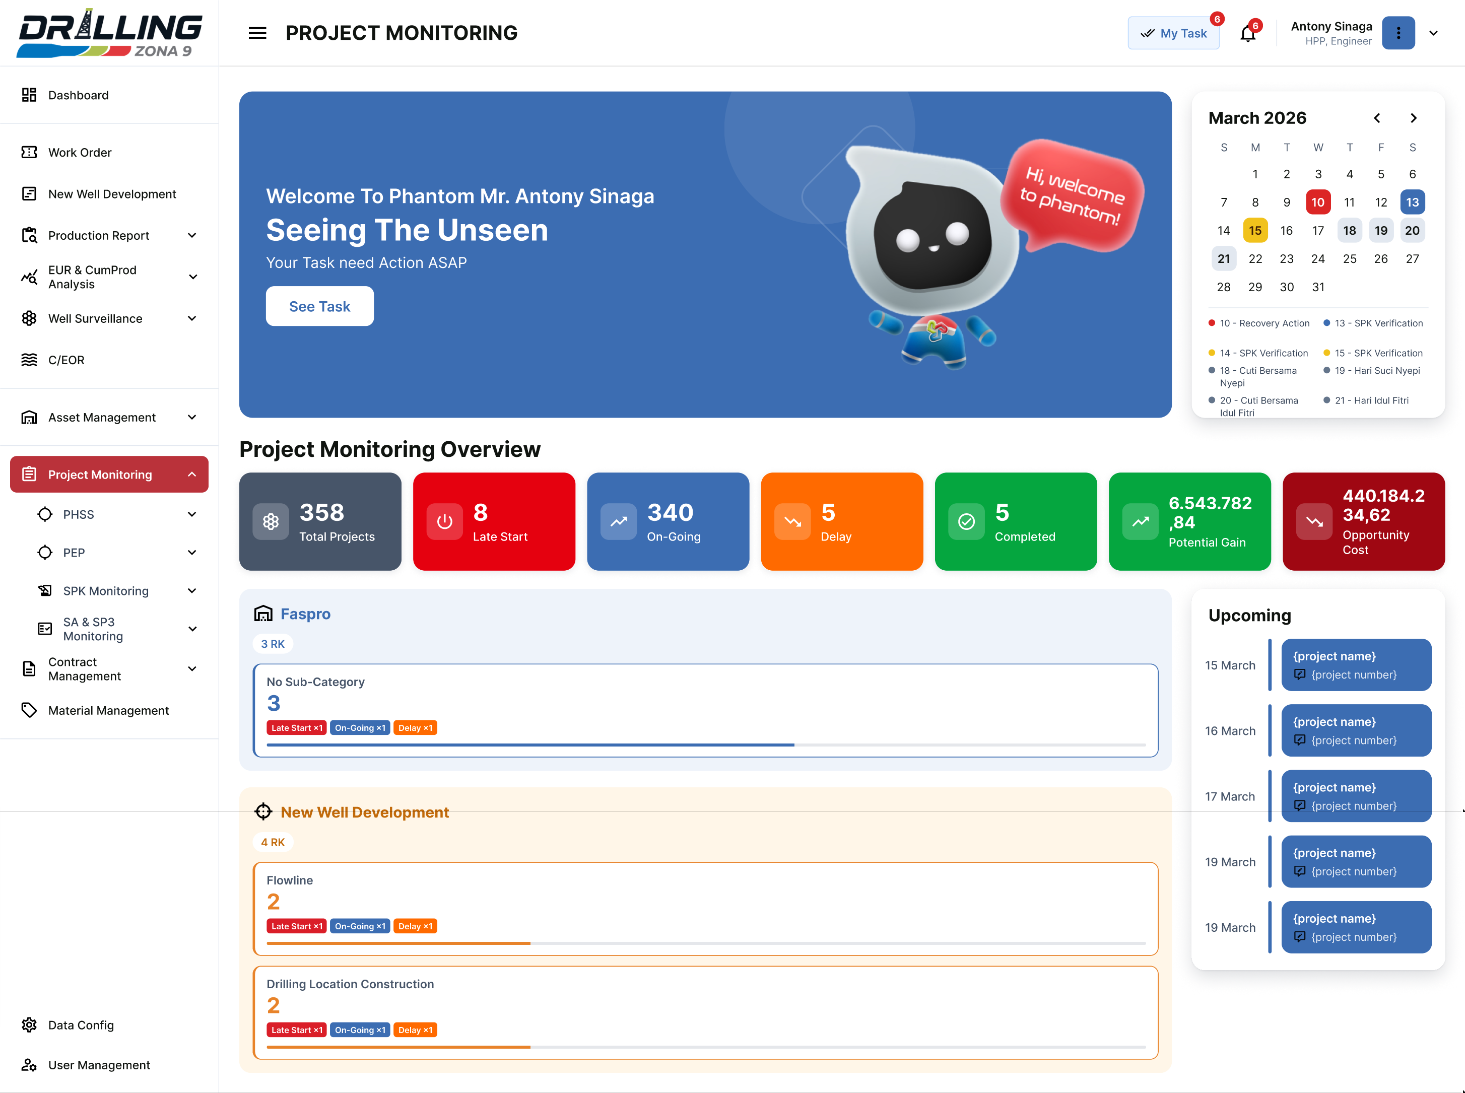 DRILLING
ZONA 9
PROJECT MONITORING
My Task
6
6
Antony Sinaga
HPP, Engineer
Dashboard
Work Order
New Well Development
Production Report
EUR & CumProd
Analysis
Well Surveillance
C/EOR
Asset Management
Project Monitoring
PHSS
PEP
SPK Monitoring
SA & SP3
Monitoring
Contract
Management
Material Management
Data Config
User Management
Welcome To Phantom Mr. Antony Sinaga
Seeing The Unseen
Your Task need Action ASAP
See Task
Hi, welcome
to phantom!
March 2026
S M T W T F S
1 2 3 4 5 6
7 8 9 10 11 12 13
14 15 16 17 18 19 20
21 22 23 24 25 26 27
28 29 30 31
10 - Recovery Action
13 - SPK Verification
14 - SPK Verification
15 - SPK Verification
18 - Cuti Bersama
Nyepi
19 - Hari Suci Nyepi
20 - Cuti Bersama
Idul Fitri
21 - Hari Idul Fitri
Project Monitoring Overview
358
Total Projects
8
Late Start
340
On-Going
5
Delay
5
Completed
6.543.782
,84
Potential Gain
440.184.2
34,62
Opportunity
Cost
Faspro
3 RK
No Sub-Category
3
Late Start ×1 On-Going ×1 Delay ×1
New Well Development
4 RK
Flowline
2
Late Start ×1 On-Going ×1 Delay ×1
Drilling Location Construction
2
Late Start ×1 On-Going ×1 Delay ×1
Upcoming
15 March
{project name}
{project number}
16 March
{project name}
{project number}
17 March
{project name}
{project number}
19 March
{project name}
{project number}
19 March
{project name}
{project number}